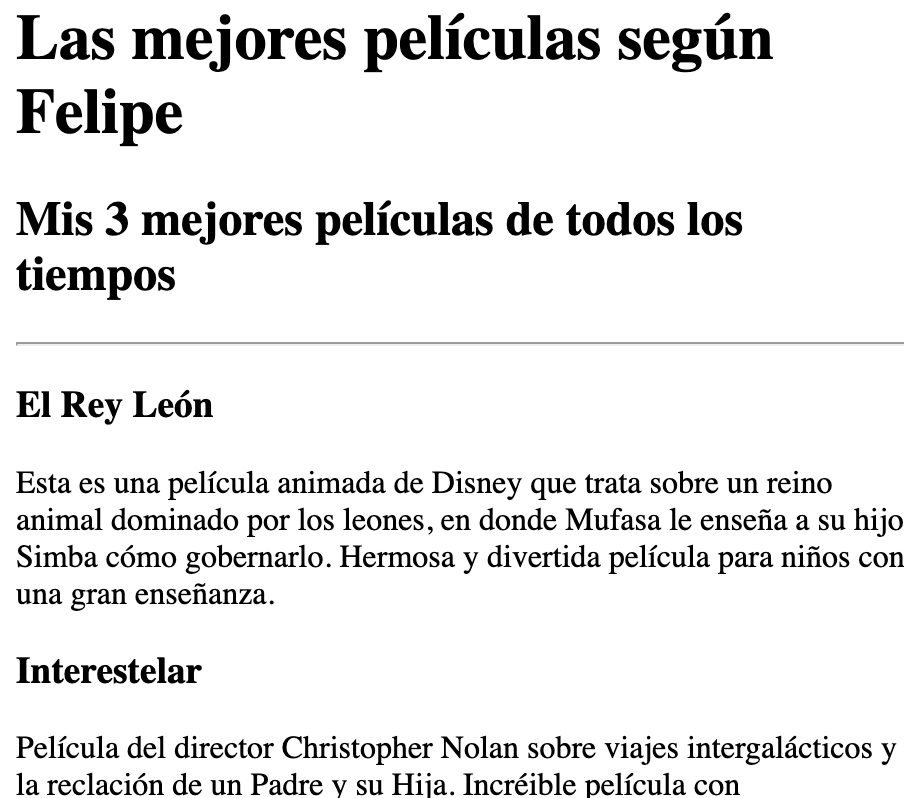 Las mejores películas según
Felipe
Mis 3 mejores películas de todos los
tiempos
El Rey León
Esta es una película animada de Disney que trata sobre un reino
animal dominado por los leones, en donde Mufasa le enseña a su hijo
Simba cómo gobernarlo. Hermosa y divertida película para niños con
una gran enseñanza.
Interestelar
Película del director Christopher Nolan sobre viajes intergalácticos y
la reclación de un Padre y su Hija. Incréible película con